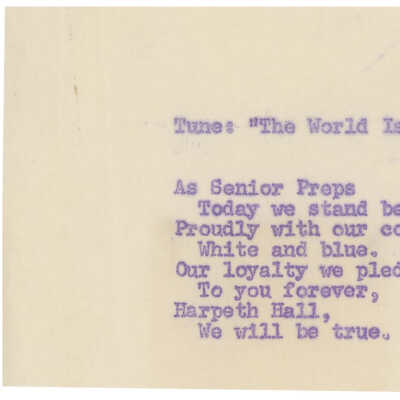 Tune: "The World Is
As Senior Preps
Today we stand be
Proudly with our co
White and blue.
Our loyalty we pled
To you forever,
Harpeth Hall,
We will be true.